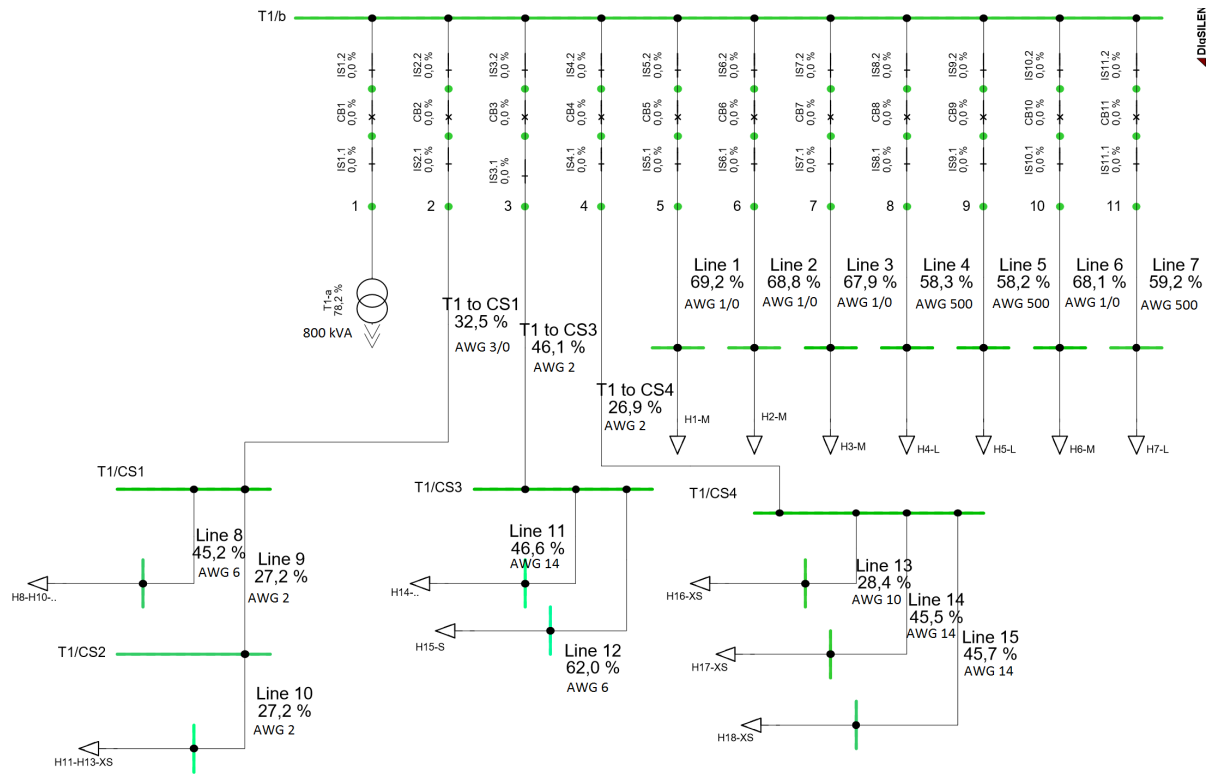 T1/b
DIgSILEN
IS1.2
0,0 %
IS2.2
0,0 %
IS3.2
0,0 %
IS4.2
0,0 %
IS5.2
0,0 %
IS6.2
0,0 %
IS7.2
0,0 %
IS8.2
0,0 %
IS9.2
0,0 %
IS10.2
0,0 %
IS11.2
0,0 %
CB1
0,0 %
CB2
0,0 %
CB3
0,0 %
CB4
0,0 %
CB5
0,0 %
CB6
0,0 %
CB7
0,0 %
CB8
0,0 %
CB9
0,0 %
CB10
0,0 %
CB11
0,0 %
IS1.1
0,0 %
IS2.1
0,0 %
IS3.1
0,0 %
IS4.1
0,0 %
IS5.1
0,0 %
IS6.1
0,0 %
IS7.1
0,0 %
IS8.1
0,0 %
IS9.1
0,0 %
IS10.1
0,0 %
IS11.1
0,0 %
1
2
3
4
5
6
7
8
9
10
11
T1-a
78,2 %
800 kVA
T1 to CS1
32,5 %
AWG 3/0
T1 to CS3
46,1 %
AWG 2
T1 to CS4
26,9 %
AWG 2
Line 1
69,2 %
AWG 1/0
Line 2
68,8 %
AWG 1/0
Line 3
67,9 %
AWG 1/0
Line 4
58,3 %
AWG 500
Line 5
58,2 %
AWG 500
Line 6
68,1 %
AWG 1/0
Line 7
59,2 %
AWG 500
H1-M
H2-M
H3-M
H4-L
H5-L
H6-M
H7-L
T1/CS1
Line 8
45,2 %
AWG 6
Line 9
27,2 %
AWG 2
H8-H10-..
T1/CS2
Line 10
27,2 %
AWG 2
H11-H13-XS
T1/CS3
Line 11
46,6 %
AWG 14
H14-..
H15-S
Line 12
62,0 %
AWG 6
T1/CS4
Line 13
28,4 %
AWG 10
H16-XS
Line 14
45,5 %
AWG 14
H17-XS
Line 15
45,7 %
AWG 14
H18-XS